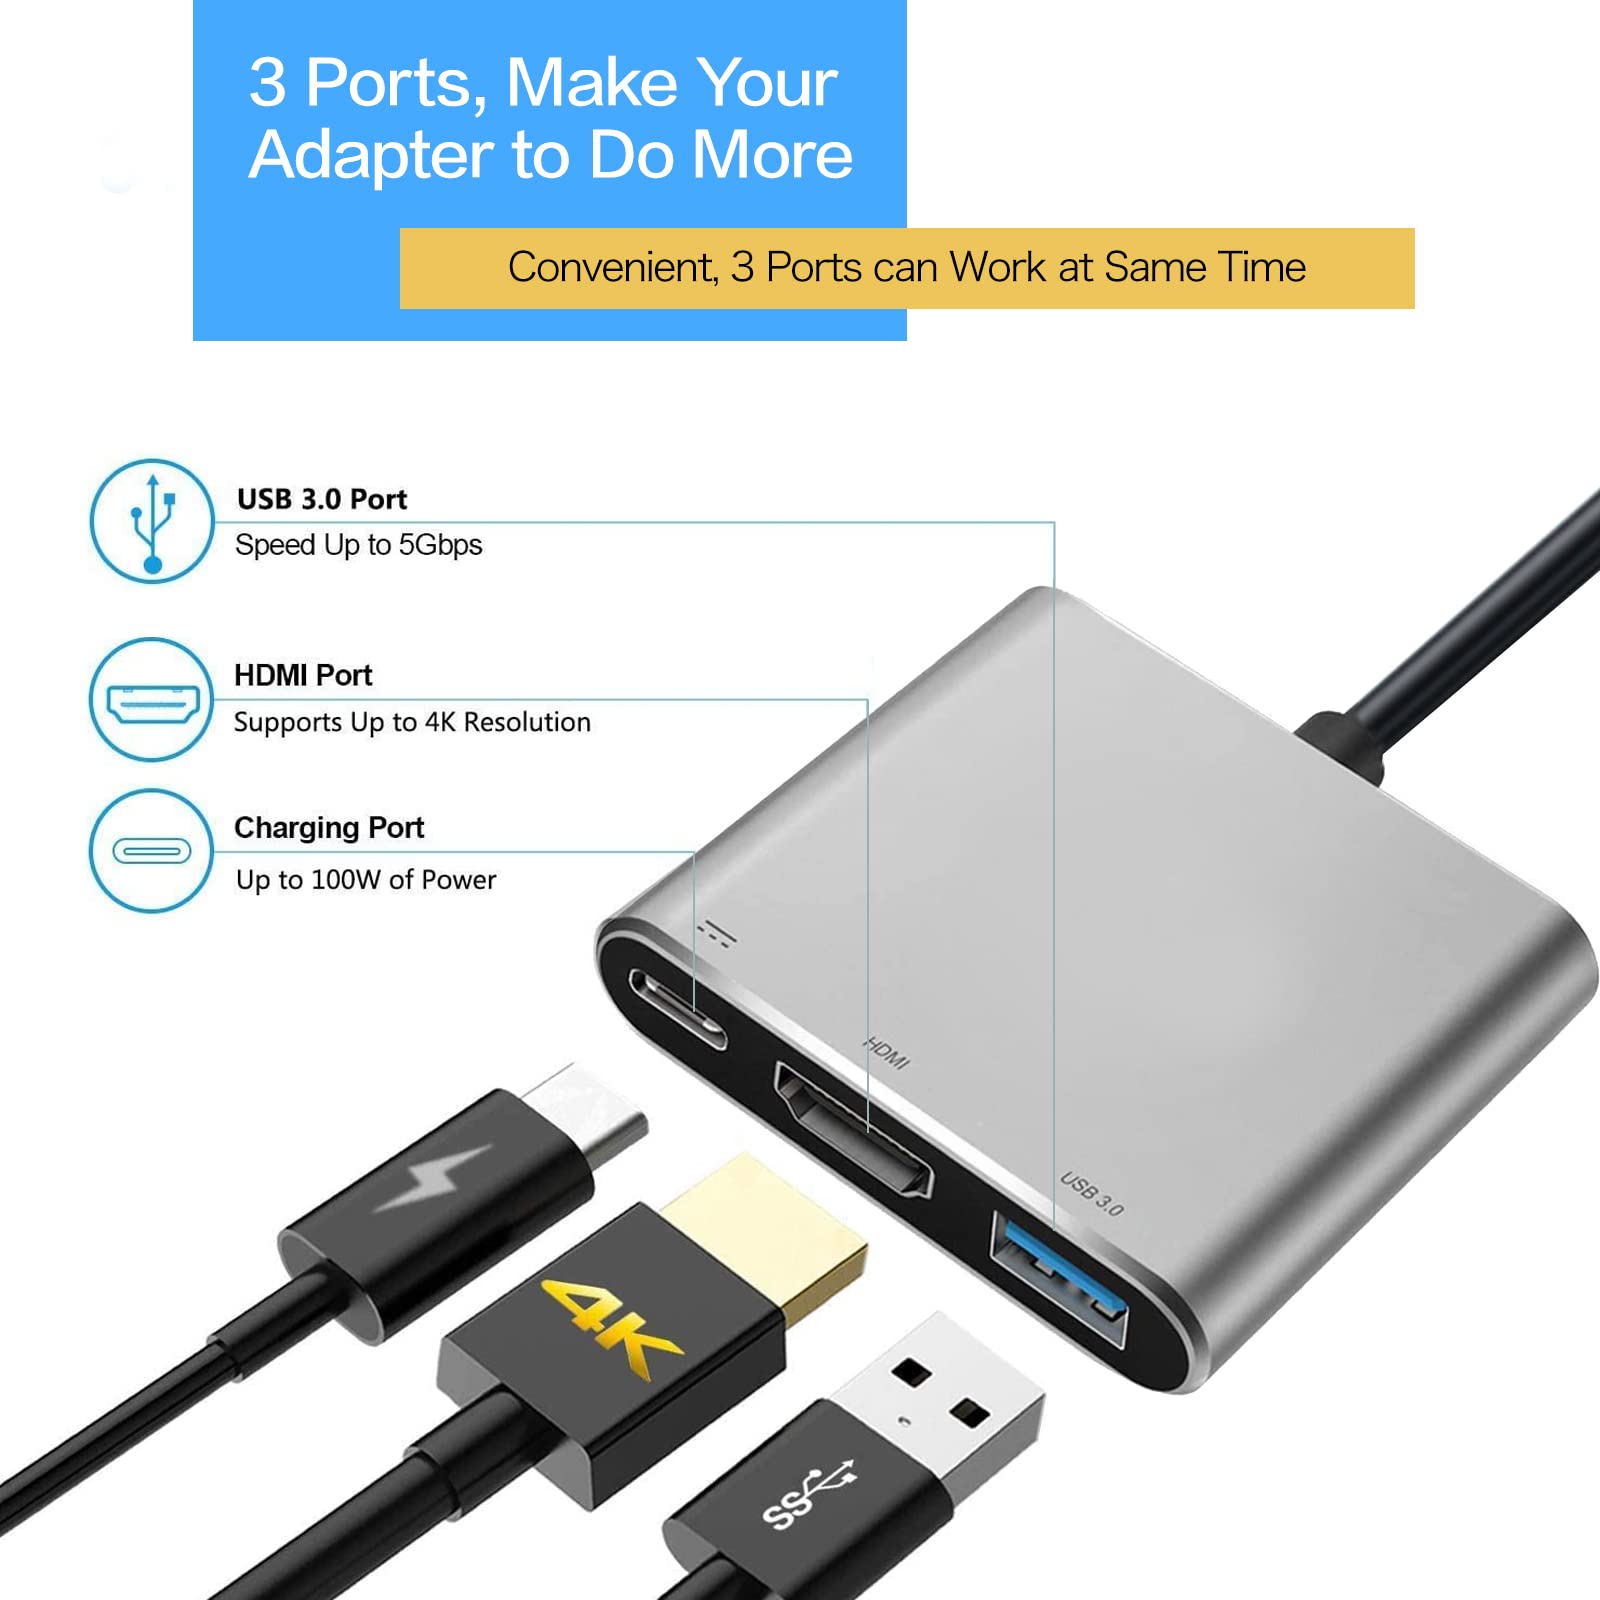 3 Ports, Make Your
Adapter to Do More
Convenient, 3 Ports can Work at Same Time
USB 3.0 Port
Speed Up to 5Gbps
HDMI Port
Supports Up to 4K Resolution
Charging Port
Up to 100W of Power
HDMI
USB 3.0
4K
SS